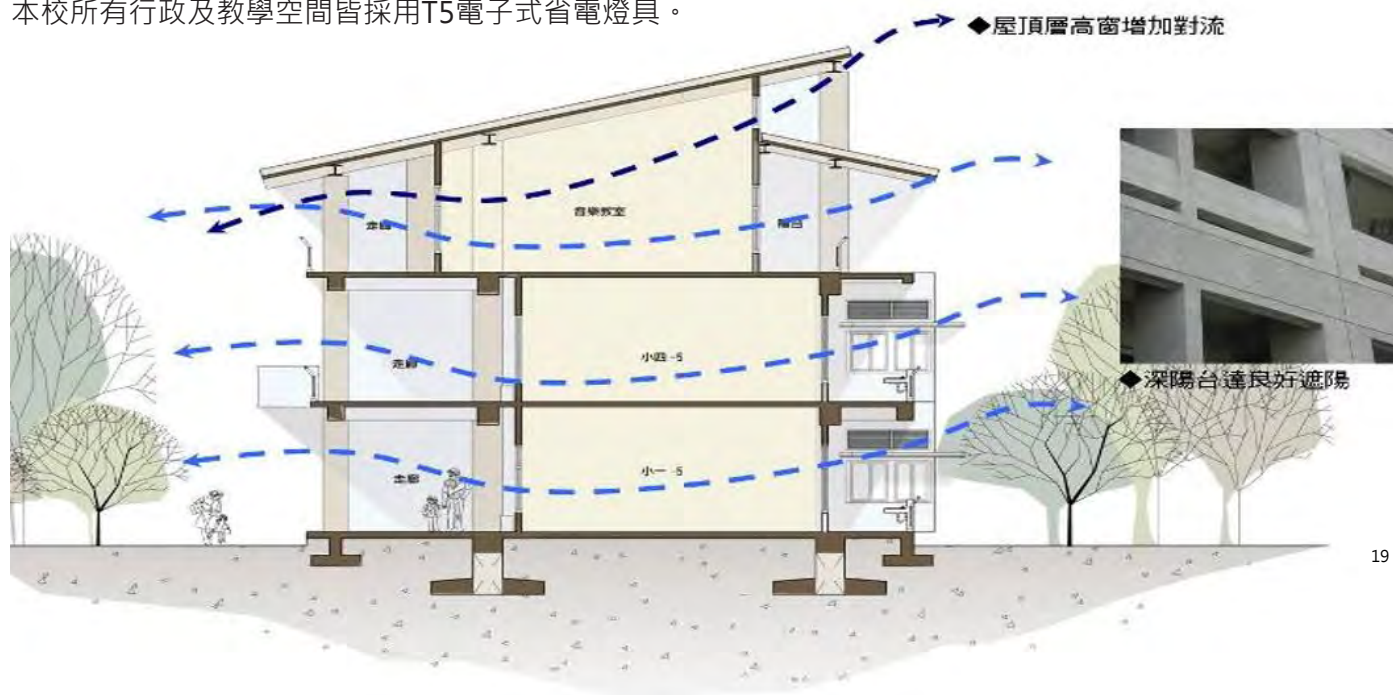 本校所有行政及教學空間皆採用T5電子式省電燈具。
◆屋頂層高窗增加對流
音樂教室
走廊
陽台
小四-5
走廊
◆深陽台達良好遮陽
小一-5
走廊
19